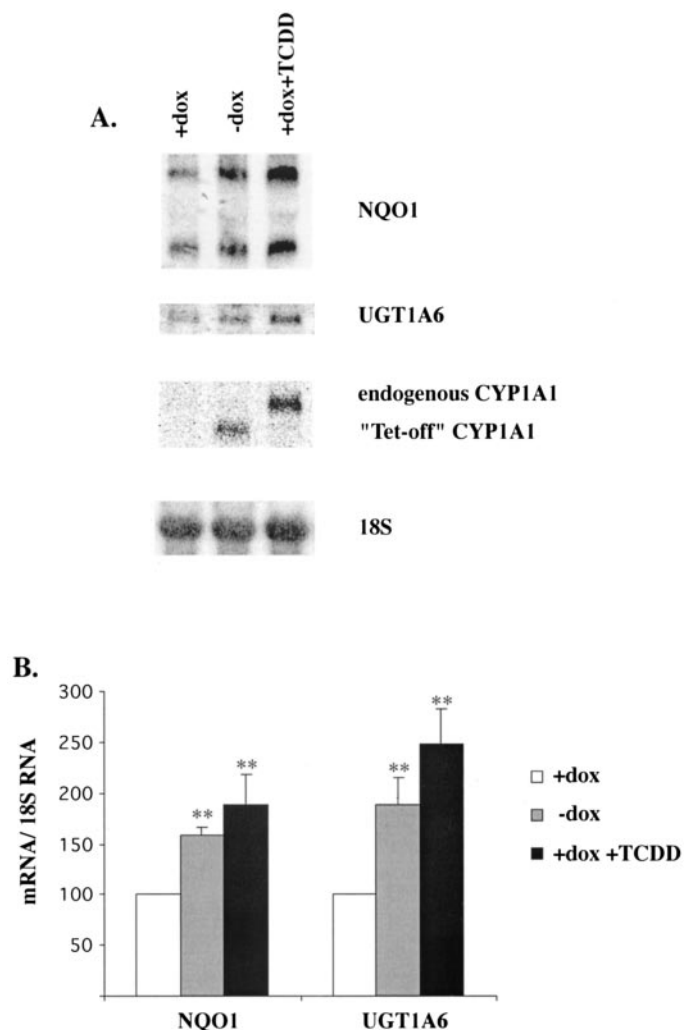 +dox
-dox
+dox+TCDD
A.
NQO1
UGT1A6
endogenous CYP1A1
"Tet-off" CYP1A1
18S
B.
300
250
200
150
100
50
mRNA/ 18S RNA
**
**
**
**
+dox
-dox
+dox +TCDD
NQO1
UGT1A6